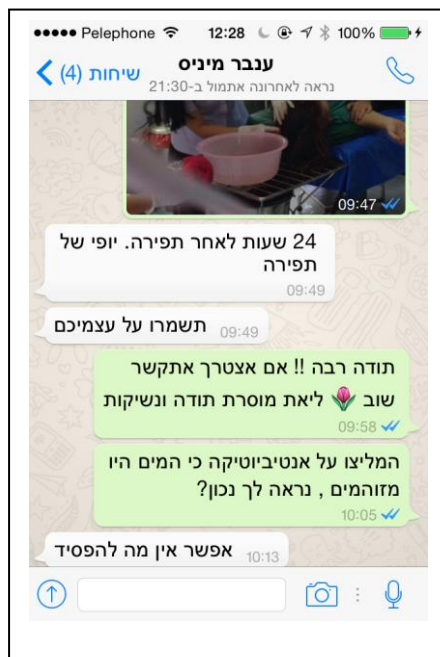 Pelephone 12:28 100%
ענבר מיניס
שיחות (4)
נראה לאחרונה אתמול ב-21:30
09:47
24 שעות לאחר תפירה. יופי של
תפירה
09:49
תשמרו על עצמיכם
09:49
תודה רבה !! אם אצטרך אתקשר
שוב 🌷 ליאת מוסרת תודה ונשיקות
09:58
המליצו על אנטיביוטיקה כי המים היו
מזוהמים , נראה לך נכון?
10:05
אפשר אין מה להפסיד
10:13